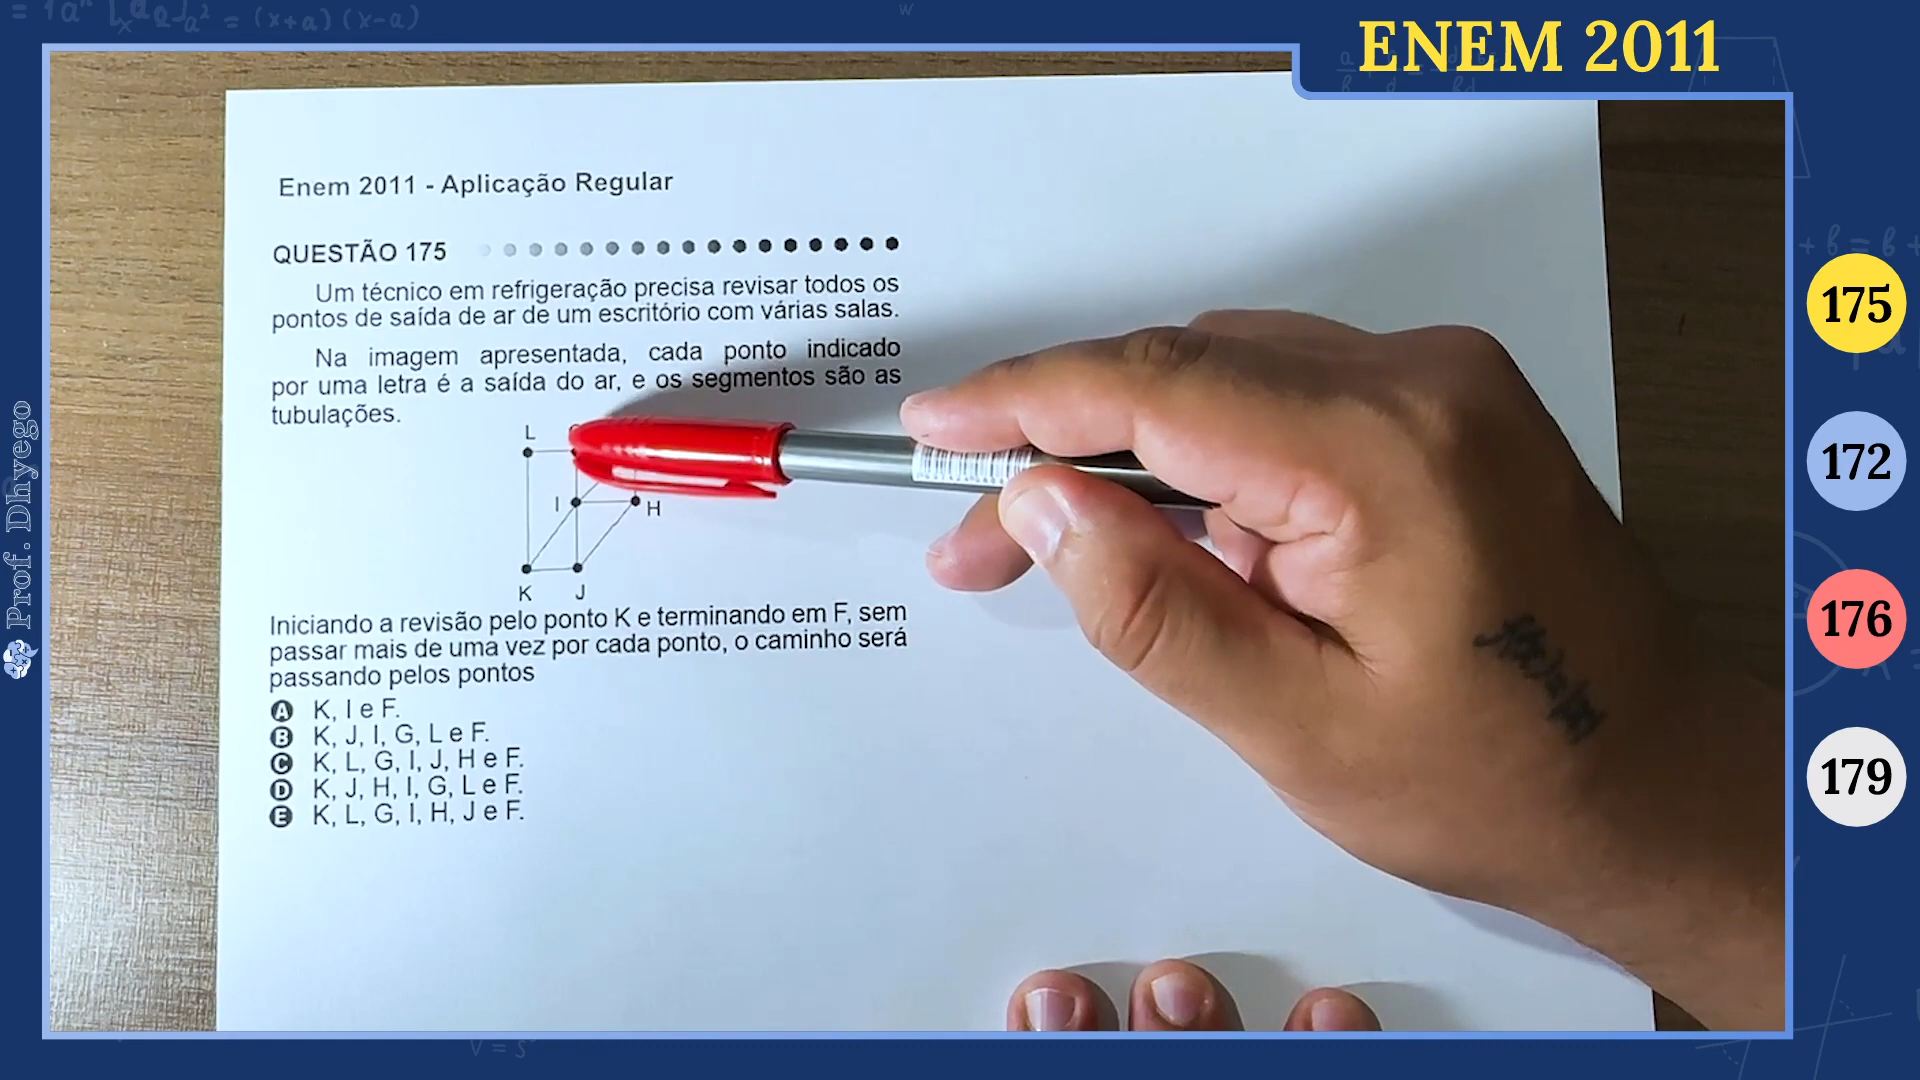 ENEM 2011
= (x+a) (x-a)
Enem 2011 - Aplicação Regular
QUESTÃO 175
Um técnico em refrigeração precisa revisar todos os
pontos de saída de ar de um escritório com várias salas.
Na imagem apresentada, cada ponto indicado
por uma letra é a saída do ar, e os segmentos são as
tubulações.
L
I
H
K J
Iniciando a revisão pelo ponto K e terminando em F, sem
passar mais de uma vez por cada ponto, o caminho será
passando pelos pontos
A K, I e F.
B K, J, I, G, L e F.
C K, L, G, I, J, H e F.
D K, J, H, I, G, L e F.
E K, L, G, I, H, J e F.
175
172
176
179
Prof. Dhyego